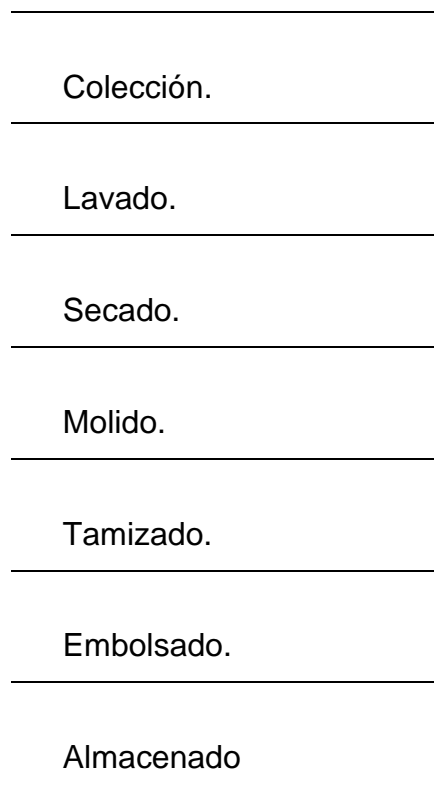 Colección.
Lavado.
Secado.
Molido.
Tamizado.
Embolsado.
Almacenado